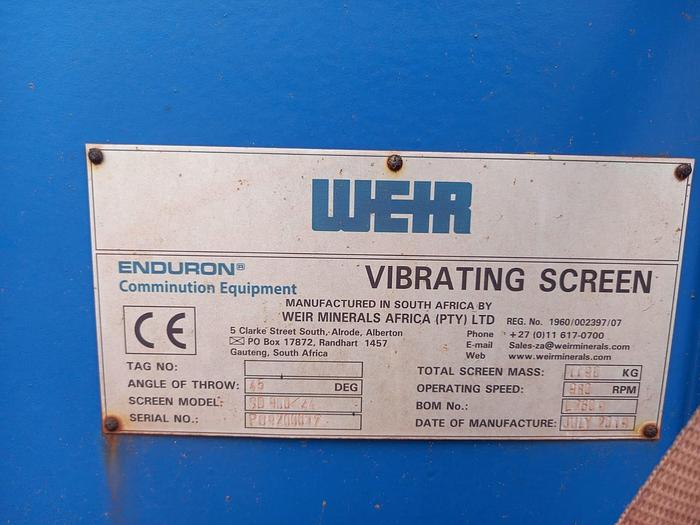 WEIR
ENDURON®
Comminution Equipment
VIBRATING SCREEN
MANUFACTURED IN SOUTH AFRICA BY
WEIR MINERALS AFRICA (PTY) LTD REG. No. 1960/002397/07
5 Clarke Street South, Alrode, Alberton
PO Box 17872, Randhart 1457
Gauteng, South Africa
Phone +27 (0)11 617-0700
E-mail Sales-za@weirminerals.com
Web www.weirminerals.com
CE
TAG NO:
ANGLE OF THROW: 45 DEG
SCREEN MODEL:
SERIAL NO.:
TOTAL SCREEN MASS: KG
OPERATING SPEED: RPM
BOM No.:
DATE OF MANUFACTURE: JULY